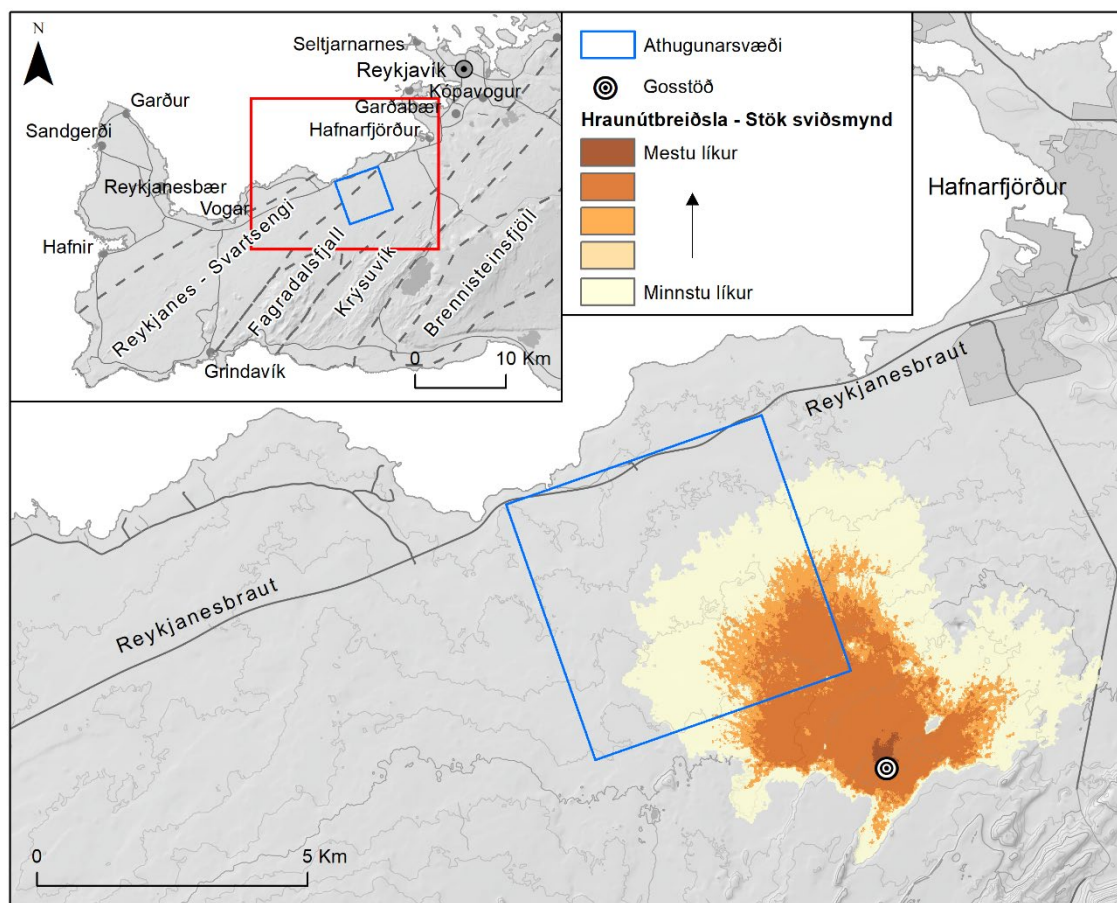 N
Seltjarnarnes
Reykjavík
Kópavogur
Garðabær
Garður
Hafnarfjörður
Sandgerði
Reykjanesbær
Vogar
Hafnir
Reykjanes - Svartsengi
Fagradalsfjall
Krýsuvík
Brennisteinsfjöll
Grindavík
0 10 Km
Athugunarsvæði
Gosstöð
Hraunútbreiðsla - Stök sviðsmynd
Mestu líkur
Minnstu líkur
Hafnarfjörður
Reykjanesbraut
Reykjanesbraut
0 5 Km